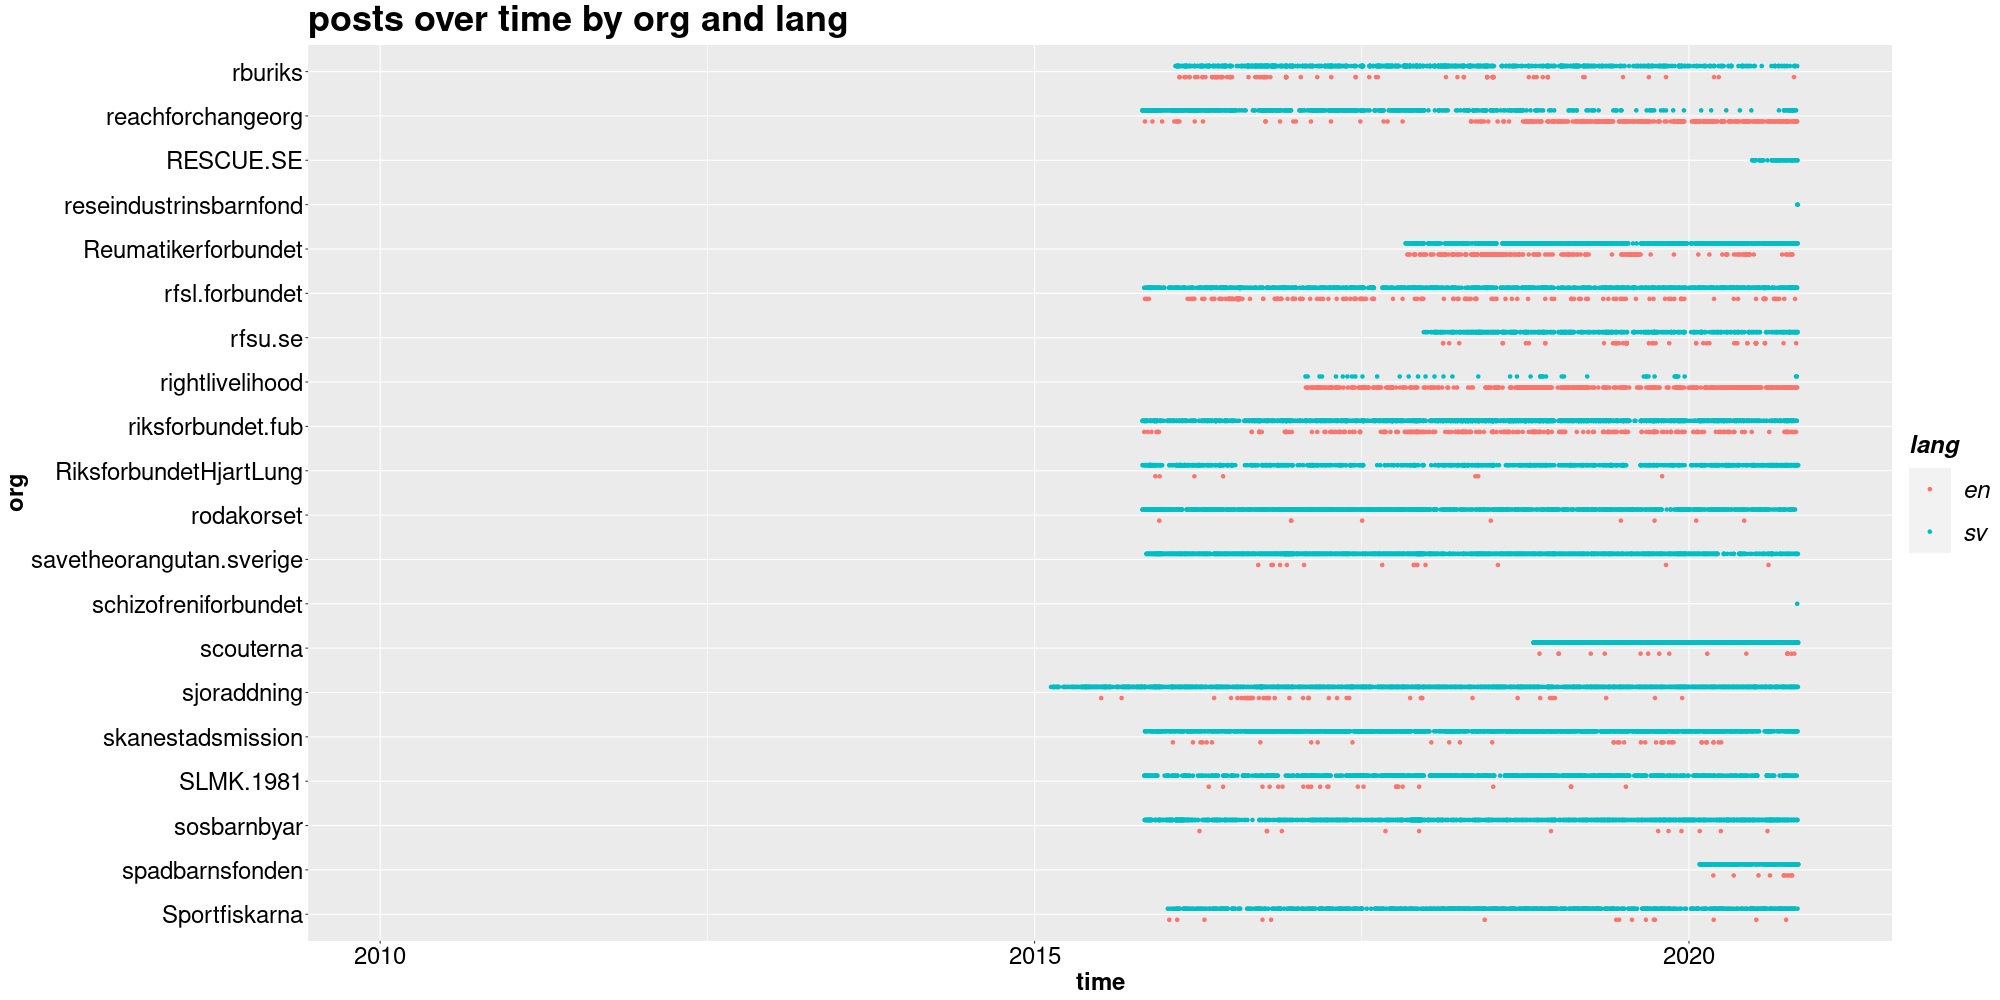 posts over time by org and lang
rburiks
reachforchangeorg
RESCUE.SE
reseindustrinsbarnfond
Reumatikerforbundet
rfsl.forbundet
rfsu.se
rightlivelihood
riksforbundet.fub
RiksforbundetHjartLung
rodakorset
savetheorangutan.sverige
schizofreniforbundet
scouterna
sjoraddning
skanestadsmission
SLMK.1981
sosbarnbyar
spadbarnsfonden
Sportfiskarna
org
2010
2015
2020
time
lang
en
sv